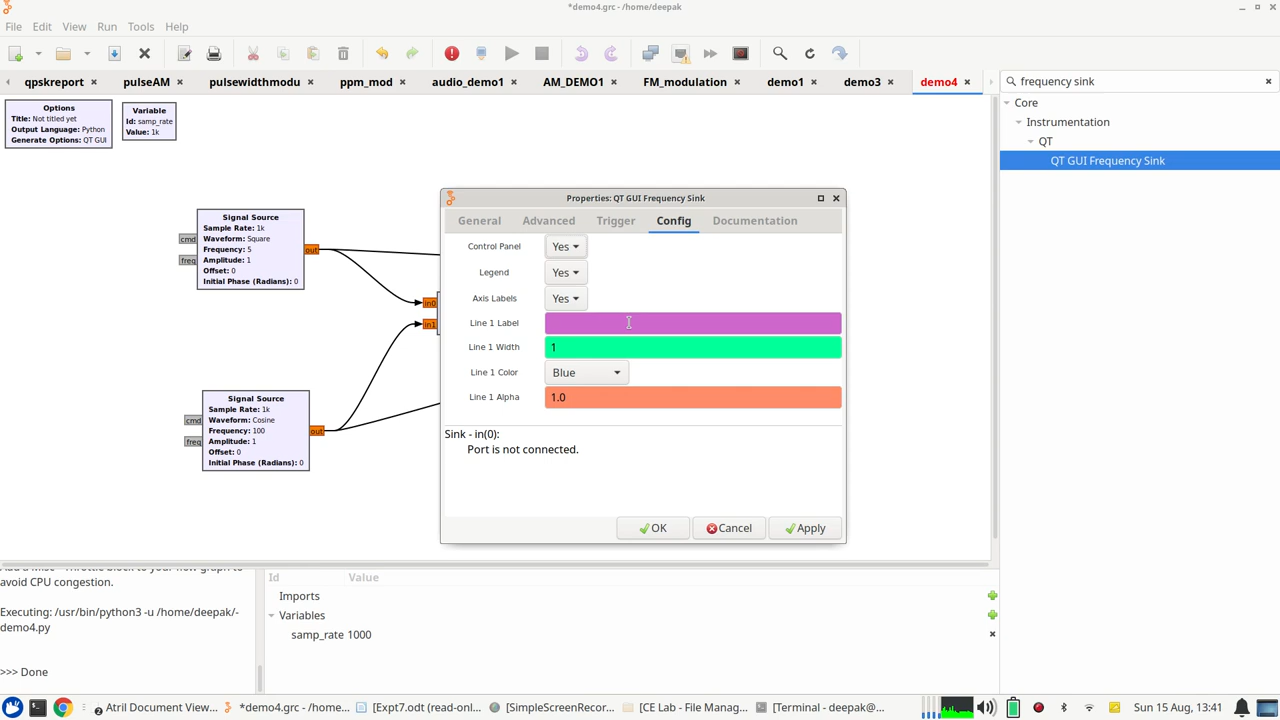 *demo4.grc - /home/deepak
File Edit View Run Tools Help
qpskreport pulseAM pulsewidthmodu ppm_mod audio_demo1 AM_DEMO1 FM_modulation demo1 demo3 demo4
frequency sink
Core
Instrumentation
QT
QT GUI Frequency Sink
Options
Title: Not titled yet
Output Language: Python
Generate Options: QT GUI
Variable
Id: samp_rate
Value: 1k
Signal Source
Sample Rate: 1k
Waveform: Square
Frequency: 5
Amplitude: 1
Offset: 0
Initial Phase (Radians): 0
cmd
freq
out
in0
in1
Signal Source
Sample Rate: 1k
Waveform: Cosine
Frequency: 100
Amplitude: 1
Offset: 0
Initial Phase (Radians): 0
cmd
freq
out
Properties: QT GUI Frequency Sink
General Advanced Trigger Config Documentation
Control Panel Yes
Legend Yes
Axis Labels Yes
Line 1 Label
Line 1 Width 1
Line 1 Color Blue
Line 1 Alpha 1.0
Sink - in(0):
Port is not connected.
OK Cancel Apply
avoid CPU congestion.
Executing: /usr/bin/python3 -u /home/deepak/-
demo4.py
>>> Done
Id Value
Imports
Variables
samp_rate 1000
Atril Document View... *demo4.grc - /home... [Expt7.odt (read-onl... [SimpleScreenRecor... [CE Lab - File Manag... [Terminal - deepak@... Sun 15 Aug, 13:41